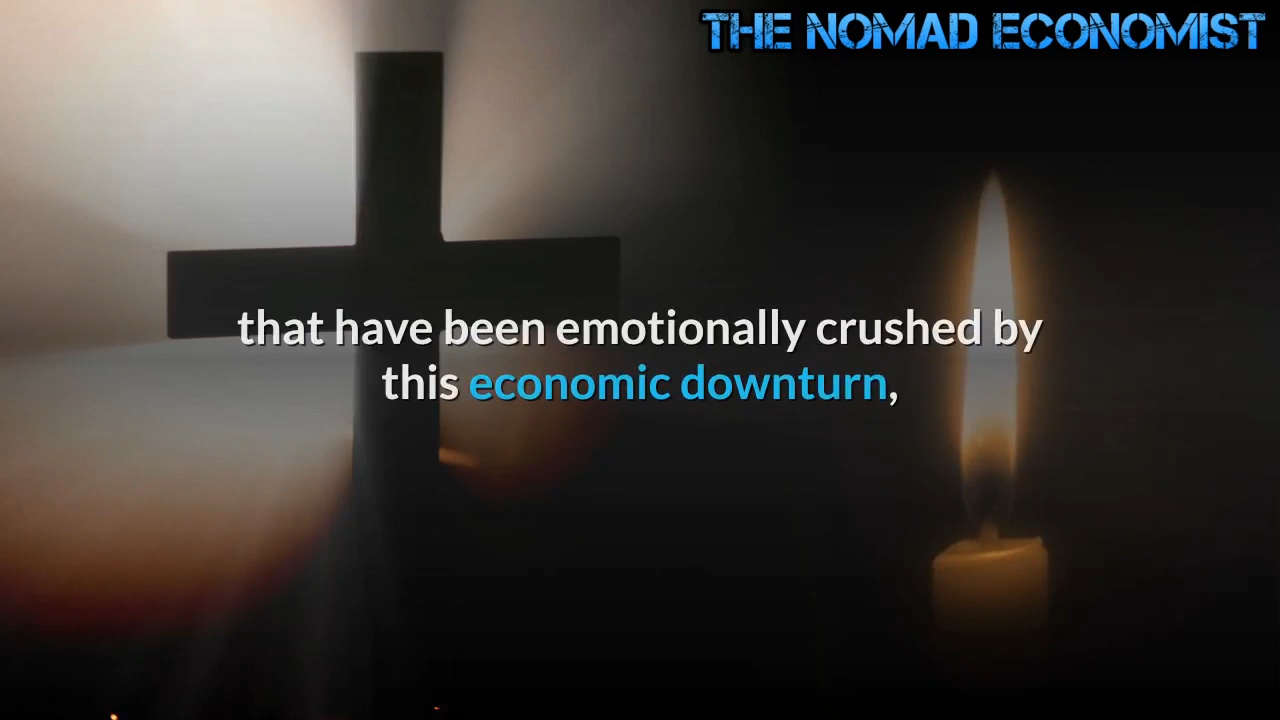 THE NOMAD ECONOMIST
that have been emotionally crushed by
this economic downturn,